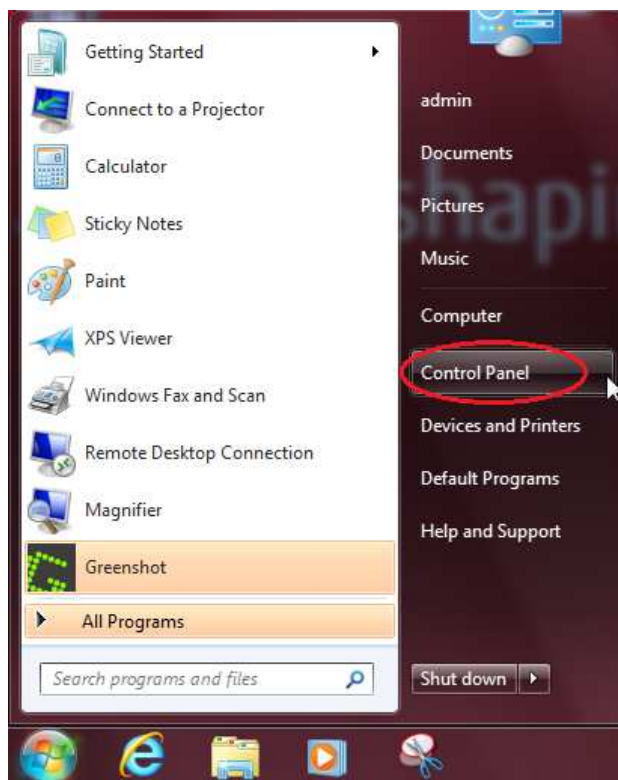 Getting Started
Connect to a Projector
Calculator
Sticky Notes
Paint
XPS Viewer
Windows Fax and Scan
Remote Desktop Connection
Magnifier
Greenshot
All Programs
Search programs and files
admin
Documents
Pictures
Music
Computer
Control Panel
Devices and Printers
Default Programs
Help and Support
Shut down
shapi